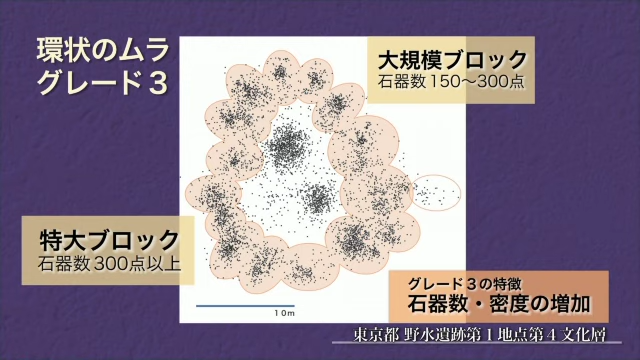 環状のムラ
グレード3
大規模ブロック
石器数150〜300点
特大ブロック
石器数300点以上
10m
グレード3の特徴
石器数・密度の増加
東京都 野水遺跡第1地点第4文化層